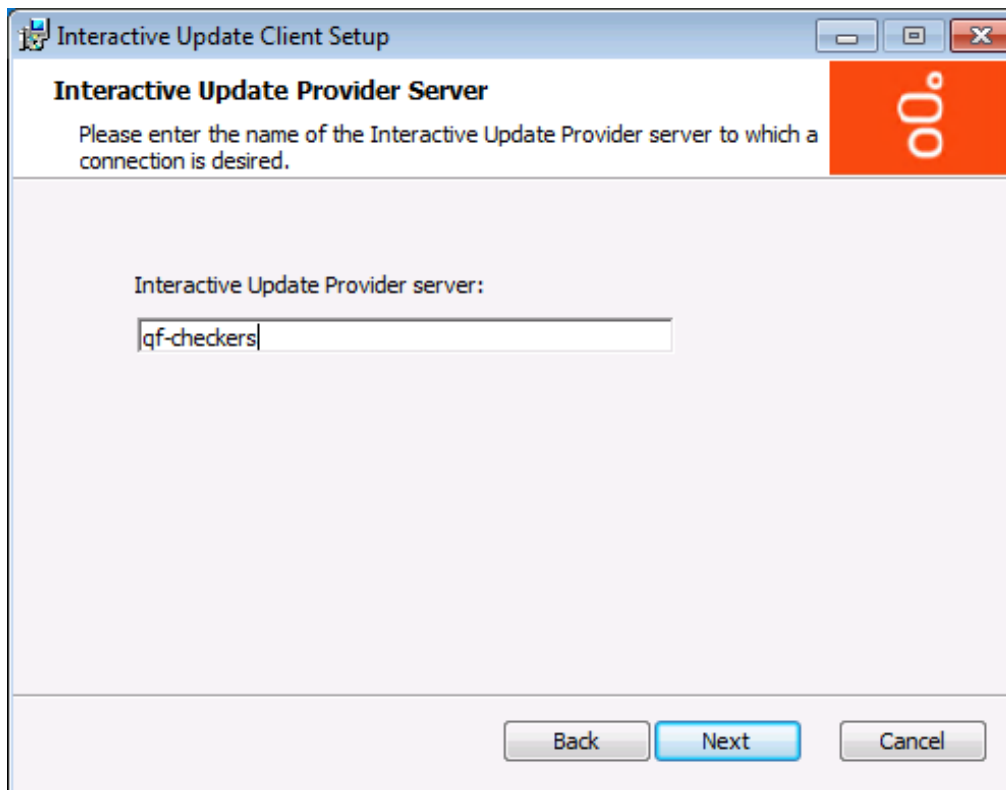 Interactive Update Client Setup
Interactive Update Provider Server
Please enter the name of the Interactive Update Provider server to which a
connection is desired.
Interactive Update Provider server:
qf-checkers
Back Next Cancel